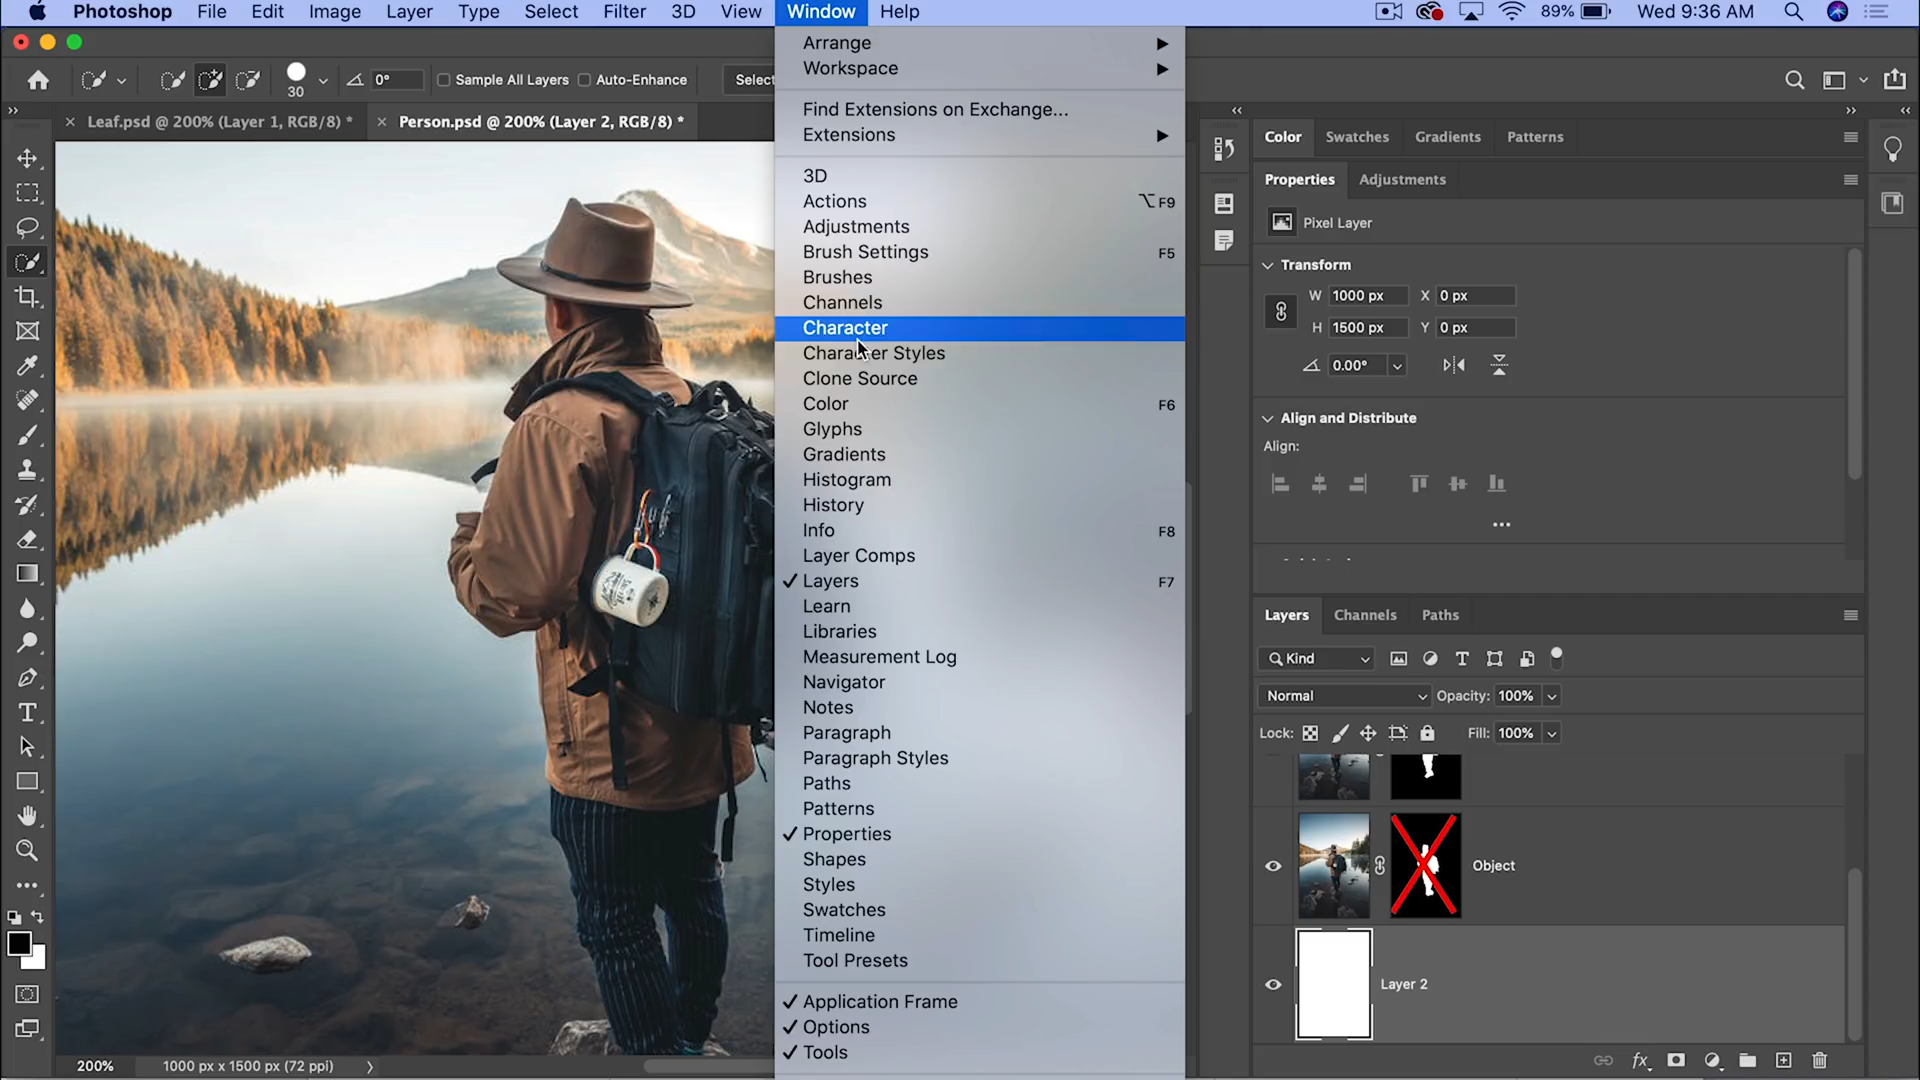 Photoshop File Edit Image Layer Type Select Filter 3D View Window Help 89% Wed 9:36 AM
30 0° Sample All Layers Auto-Enhance Select
Leaf.psd @ 200% (Layer 1, RGB/8) * Person.psd @ 200% (Layer 2, RGB/8) *
Arrange
Workspace
Find Extensions on Exchange...
Extensions
3D
Actions ⌥F9
Adjustments
Brush Settings F5
Brushes
Channels
Character
Character Styles
Clone Source
Color F6
Glyphs
Gradients
Histogram
History
Info F8
Layer Comps
Layers F7
Learn
Libraries
Measurement Log
Navigator
Notes
Paragraph
Paragraph Styles
Paths
Patterns
Properties
Shapes
Styles
Swatches
Timeline
Tool Presets
Application Frame
Options
Tools
Color Swatches Gradients Patterns
Properties Adjustments
Pixel Layer
Transform
W 1000 px X 0 px
H 1500 px Y 0 px
0.00°
Align and Distribute
Align:
Layers Channels Paths
Kind
Normal Opacity: 100%
Lock: Fill: 100%
Object
Layer 2
200% 1000 px x 1500 px (72 ppi)